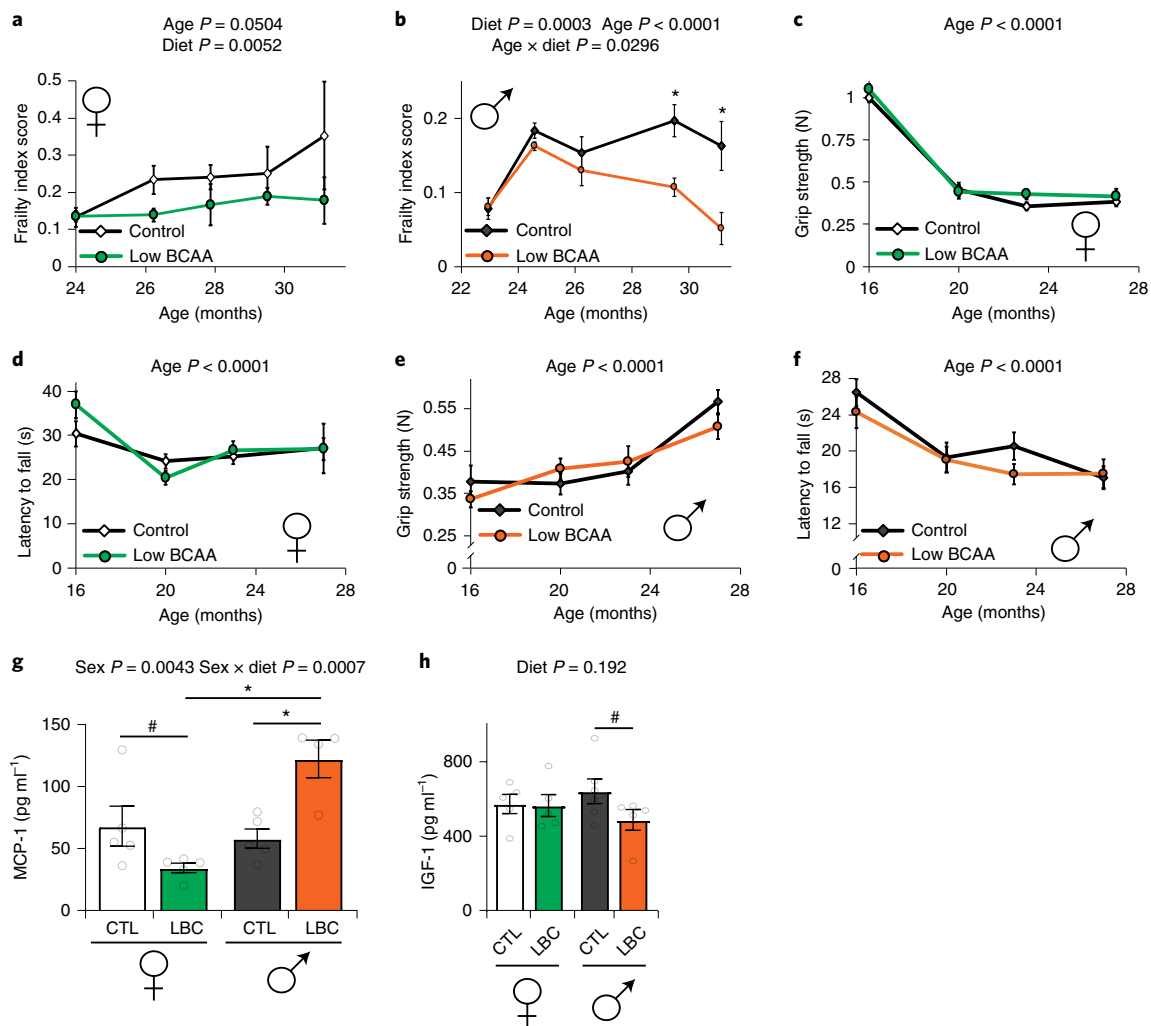 a
Age P = 0.0504
Diet P = 0.0052
Frailty index score
0.5
0.4
0.3
0.2
0.1
0
Control
Low BCAA
24 26 28 30
Age (months)
b
Diet P = 0.0003 Age P < 0.0001
Age × diet P = 0.0296
Frailty index score
0.2
0.1
0
* *
Control
Low BCAA
22 24 26 28 30
Age (months)
c
Age P < 0.0001
Grip strength (N)
1
0.75
0.5
0.25
0
Control
Low BCAA
16 20 24 28
Age (months)
d
Age P < 0.0001
Latency to fall (s)
40
30
20
10
0
Control
Low BCAA
16 20 24 28
Age (months)
e
Age P < 0.0001
Grip strength (N)
0.55
0.45
0.35
0.25
0
Control
Low BCAA
16 20 24 28
Age (months)
f
Age P < 0.0001
Latency to fall (s)
28
24
20
16
12
0
Control
Low BCAA
16 20 24 28
Age (months)
g
Sex P = 0.0043 Sex × diet P = 0.0007
MCP-1 (pg ml−1)
150
100
50
0
#
*
*
CTL LBC CTL LBC
h
Diet P = 0.192
IGF-1 (pg ml−1)
800
400
0
#
CTL LBC CTL LBC